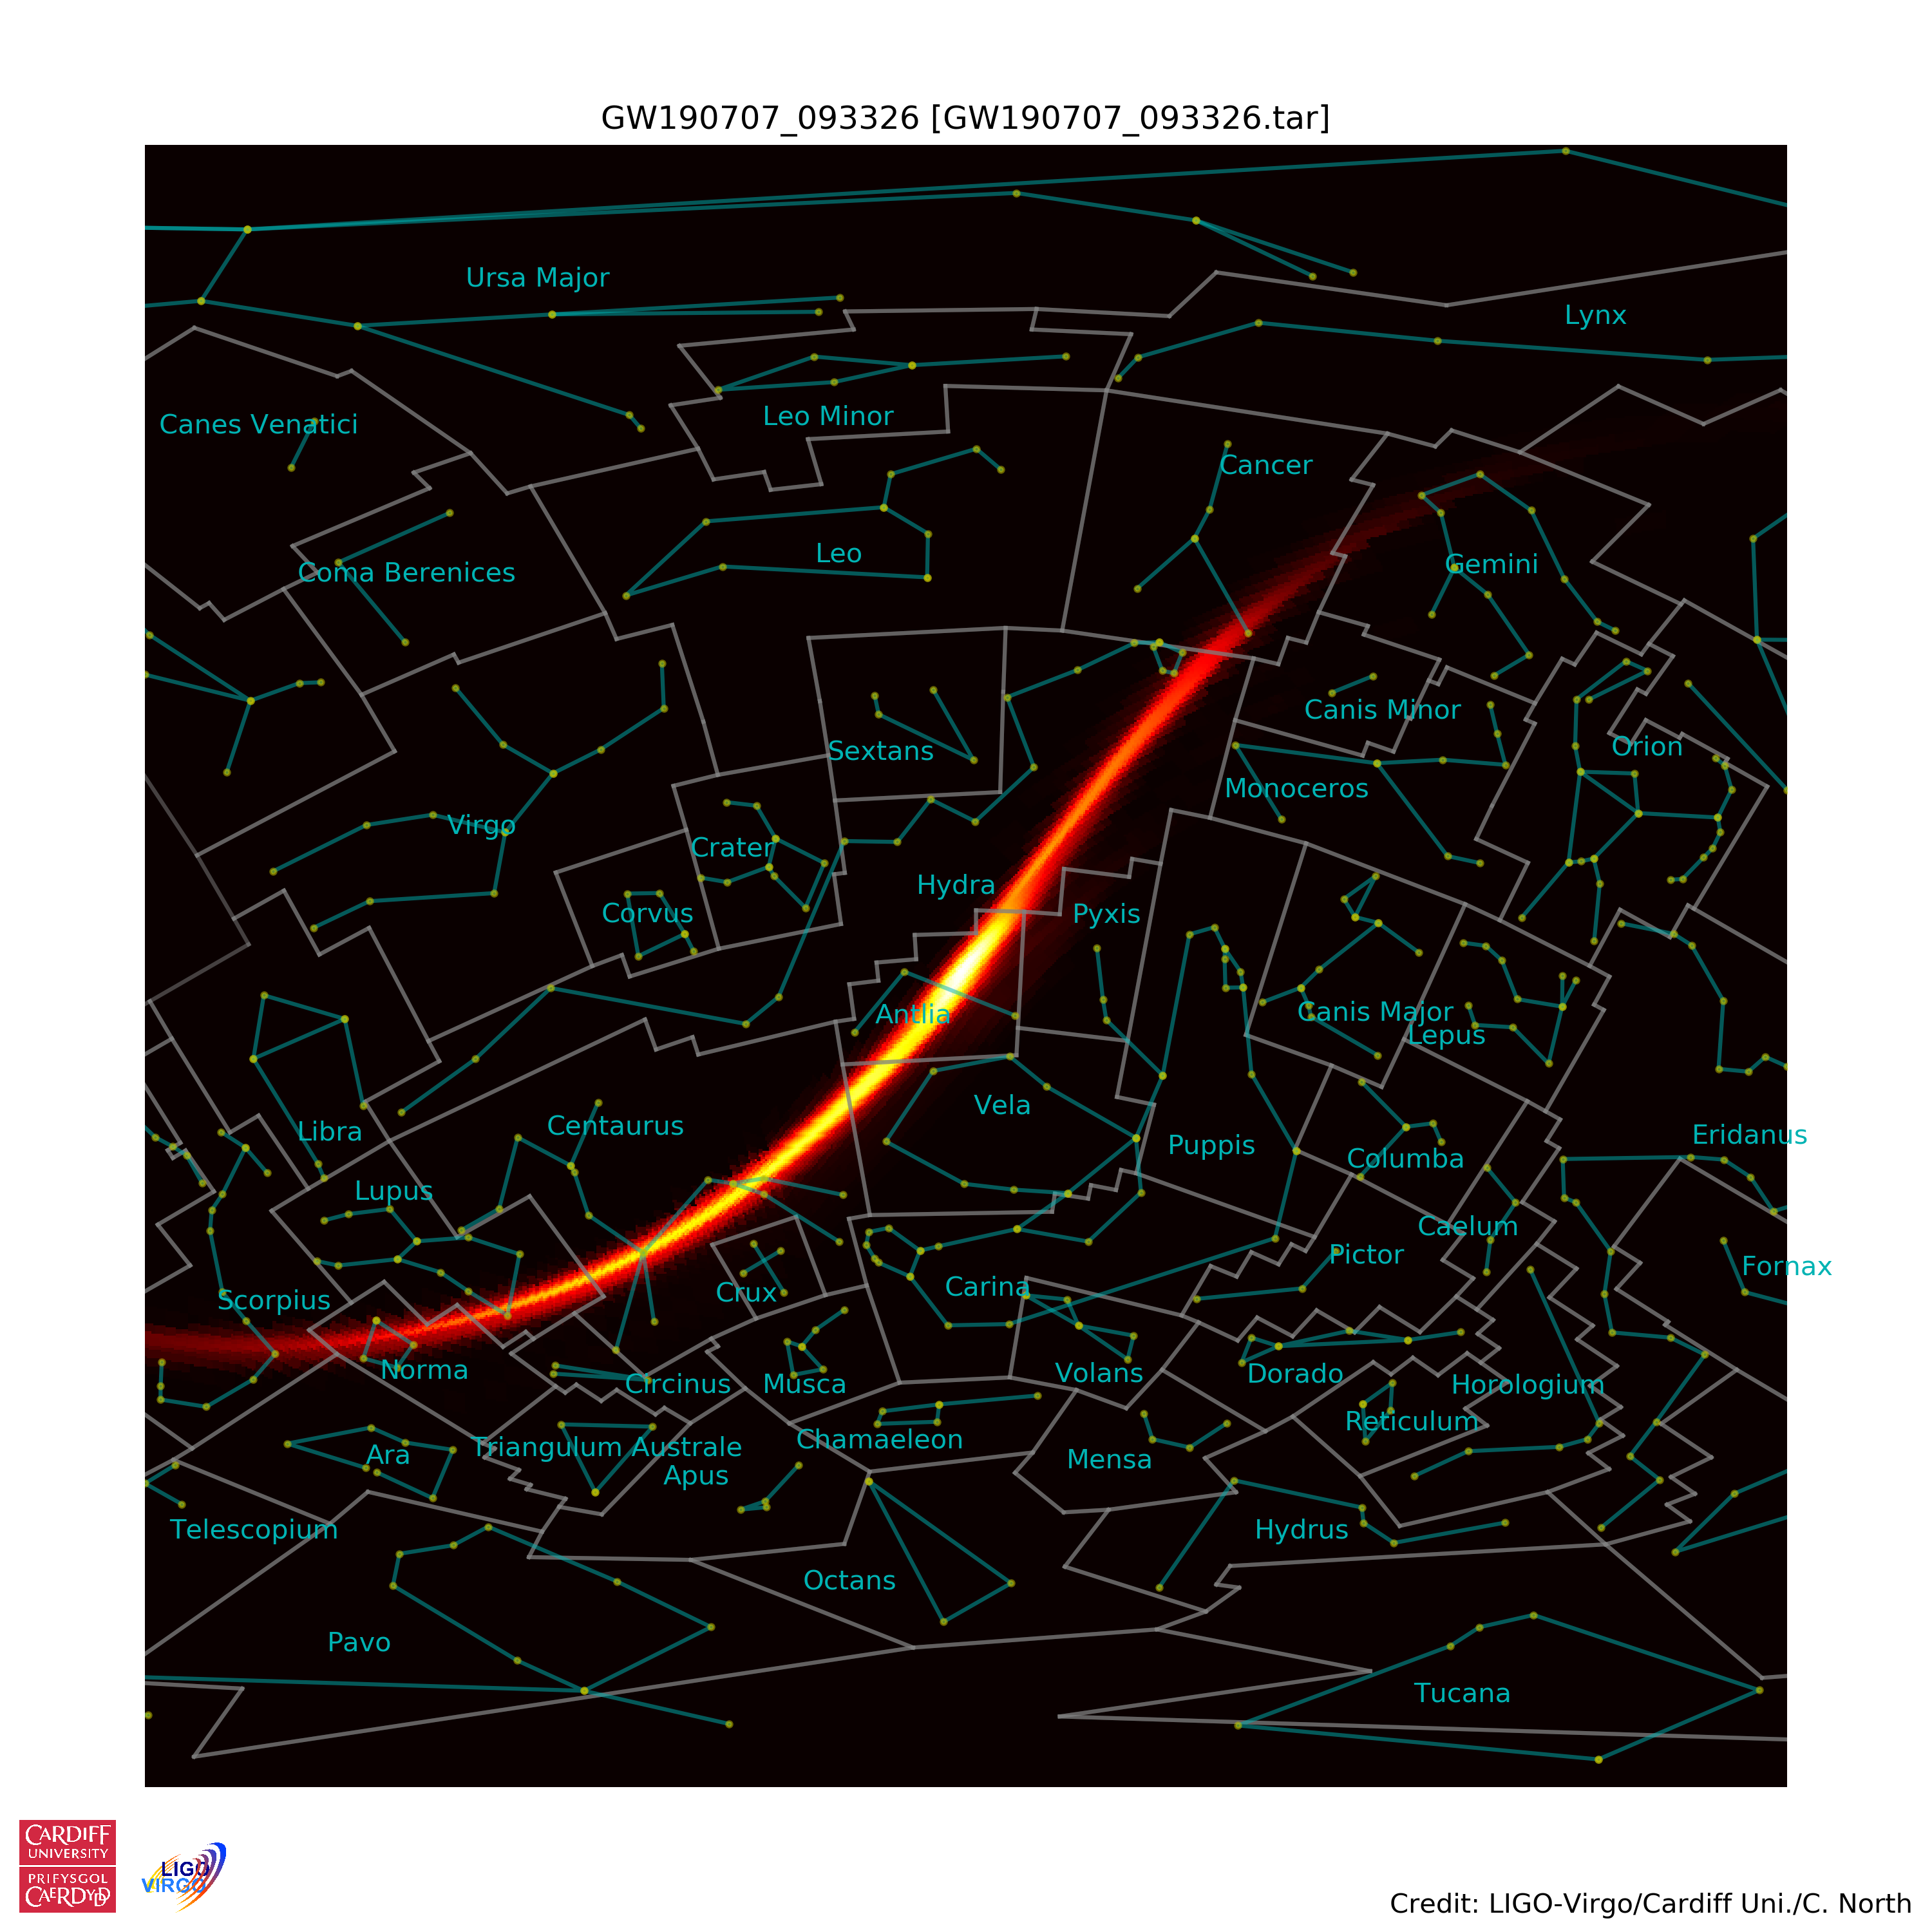 GW190707_093326 [GW190707_093326.tar]
Ursa Major
Lynx
Canes Venatici
Leo Minor
Cancer
Coma Berenices
Leo
Gemini
Canis Minor
Sextans
Orion
Monoceros
Virgo
Crater
Hydra
Corvus
Pyxis
Antlia
Canis Major
Lepus
Vela
Libra
Centaurus
Eridanus
Puppis
Columba
Lupus
Caelum
Pictor
Fornax
Scorpius
Crux
Carina
Norma
Circinus
Musca
Volans
Dorado
Horologium
Reticulum
Ara
Triangulum Australe
Chamaeleon
Mensa
Apus
Telescopium
Hydrus
Octans
Pavo
Tucana
CARDIFF
UNIVERSITY
PRIFYSGOL
CAERDYDD
LIGO
VIRGO
Credit: LIGO-Virgo/Cardiff Uni./C. North